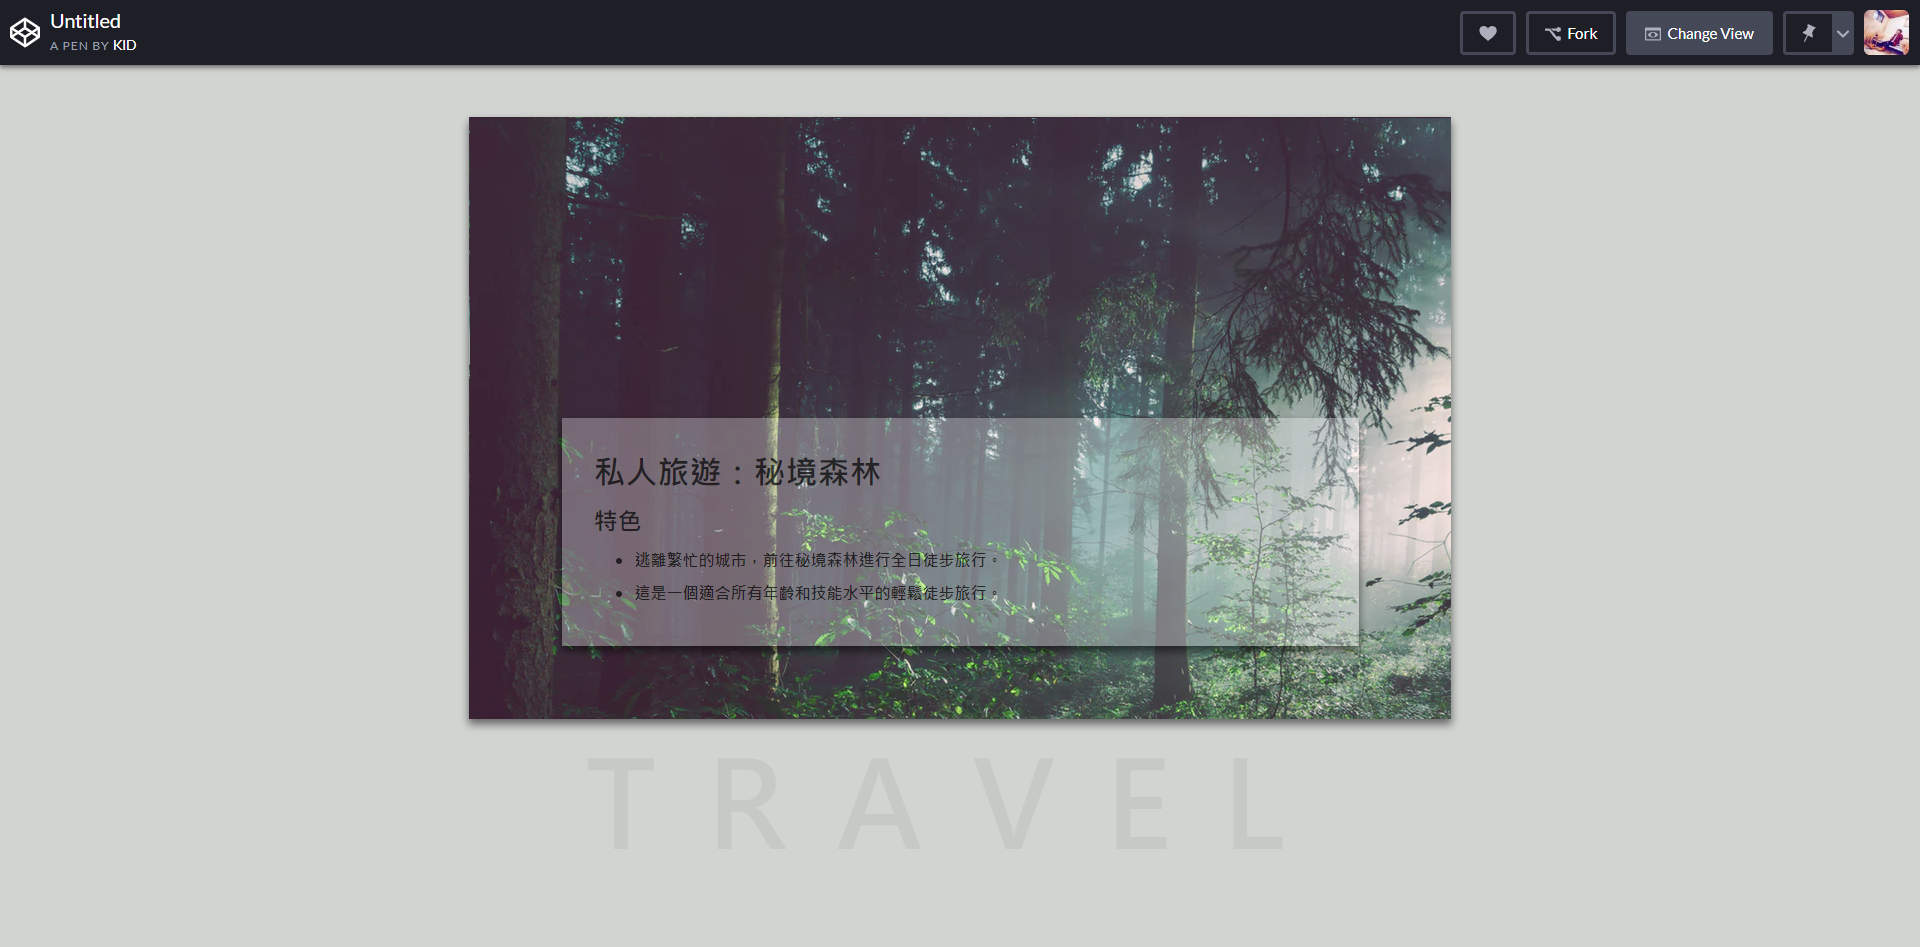 Untitled
A PEN BY KID
Fork
Change View
私人旅遊：秘境森林
特色
逃離繁忙的城市，前往秘境森林進行全日徒步旅行。
這是一個適合所有年齡和技能水平的輕鬆徒步旅行。
TRAVEL